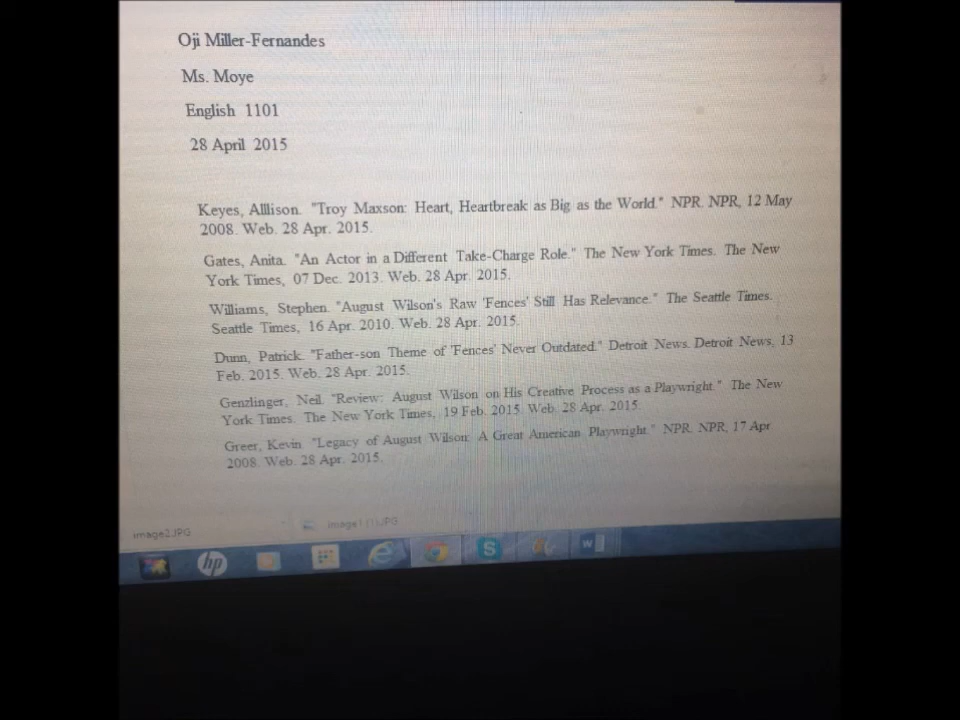 Oji Miller-Fernandes
Ms. Moye
English 1101
28 April 2015
Keyes, Alllison. "Troy Maxson: Heart, Heartbreak as Big as the World." NPR. NPR, 12 May
2008. Web. 28 Apr. 2015.
Gates, Anita. "An Actor in a Different Take-Charge Role." The New York Times. The New
York Times, 07 Dec. 2013. Web. 28 Apr. 2015.
Williams, Stephen. "August Wilson's Raw 'Fences' Still Has Relevance." The Seattle Times.
Seattle Times, 16 Apr. 2010. Web. 28 Apr. 2015.
Dunn, Patrick. "Father-son Theme of 'Fences' Never Outdated." Detroit News. Detroit News, 13
Feb. 2015. Web. 28 Apr. 2015.
Genzlinger, Neil. "Review: August Wilson on His Creative Process as a Playwright." The New
York Times. The New York Times, 19 Feb. 2015. Web. 28 Apr. 2015.
Greer, Kevin. "Legacy of August Wilson: A Great American Playwright." NPR. NPR, 17 Apr.
2008. Web. 28 Apr. 2015.
image2.JPG
image1 (1).JPG
hp